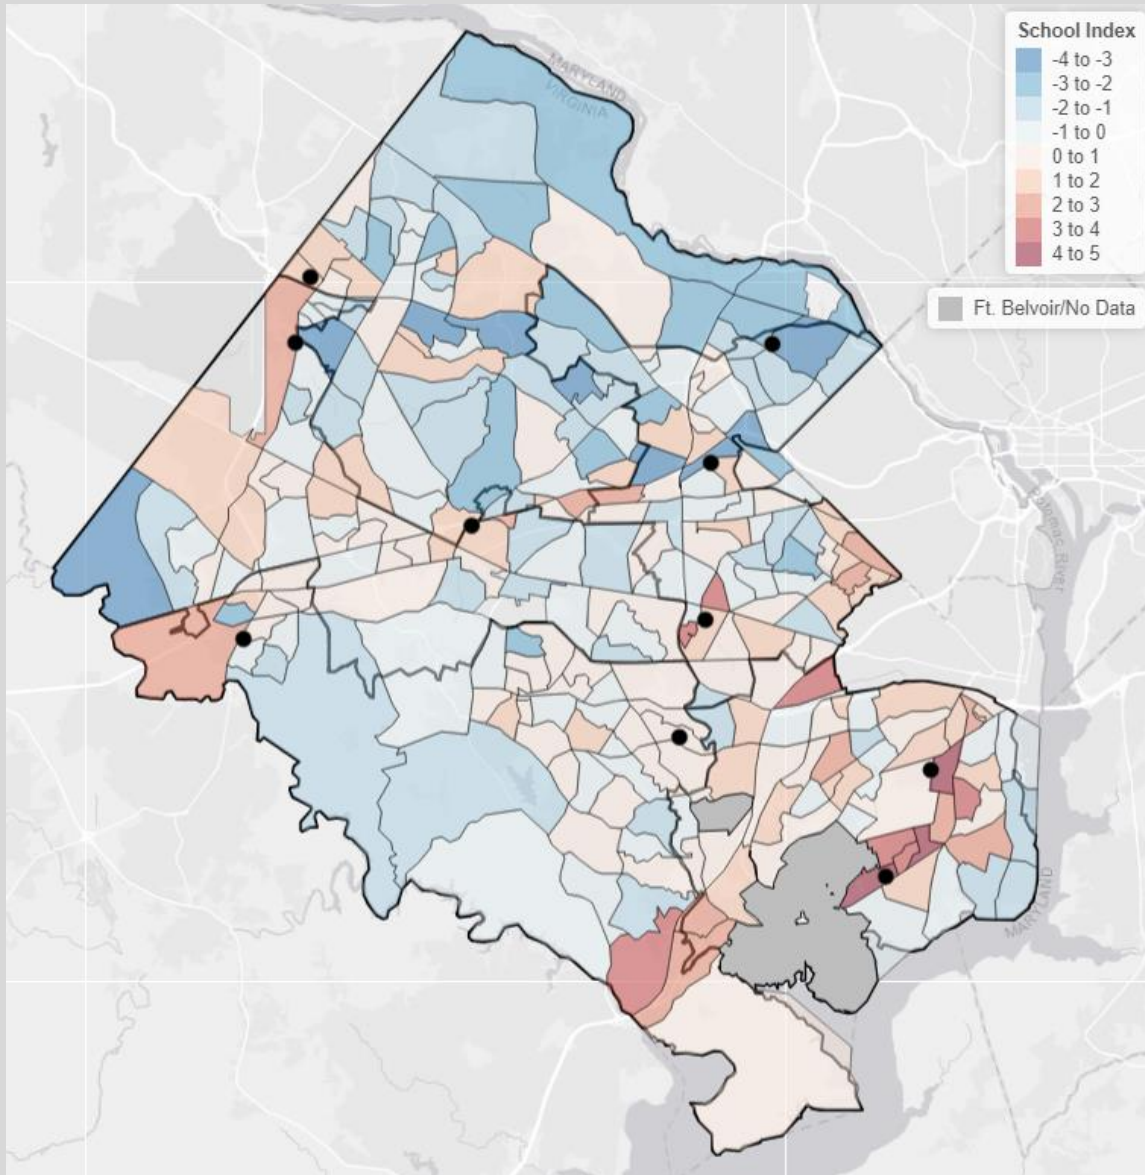 School Index
-4 to -3
-3 to -2
-2 to -1
-1 to 0
0 to 1
1 to 2
2 to 3
3 to 4
4 to 5
Ft. Belvoir/No Data
MARYLAND
VIRGINIA
Potomac River
MARYLAND